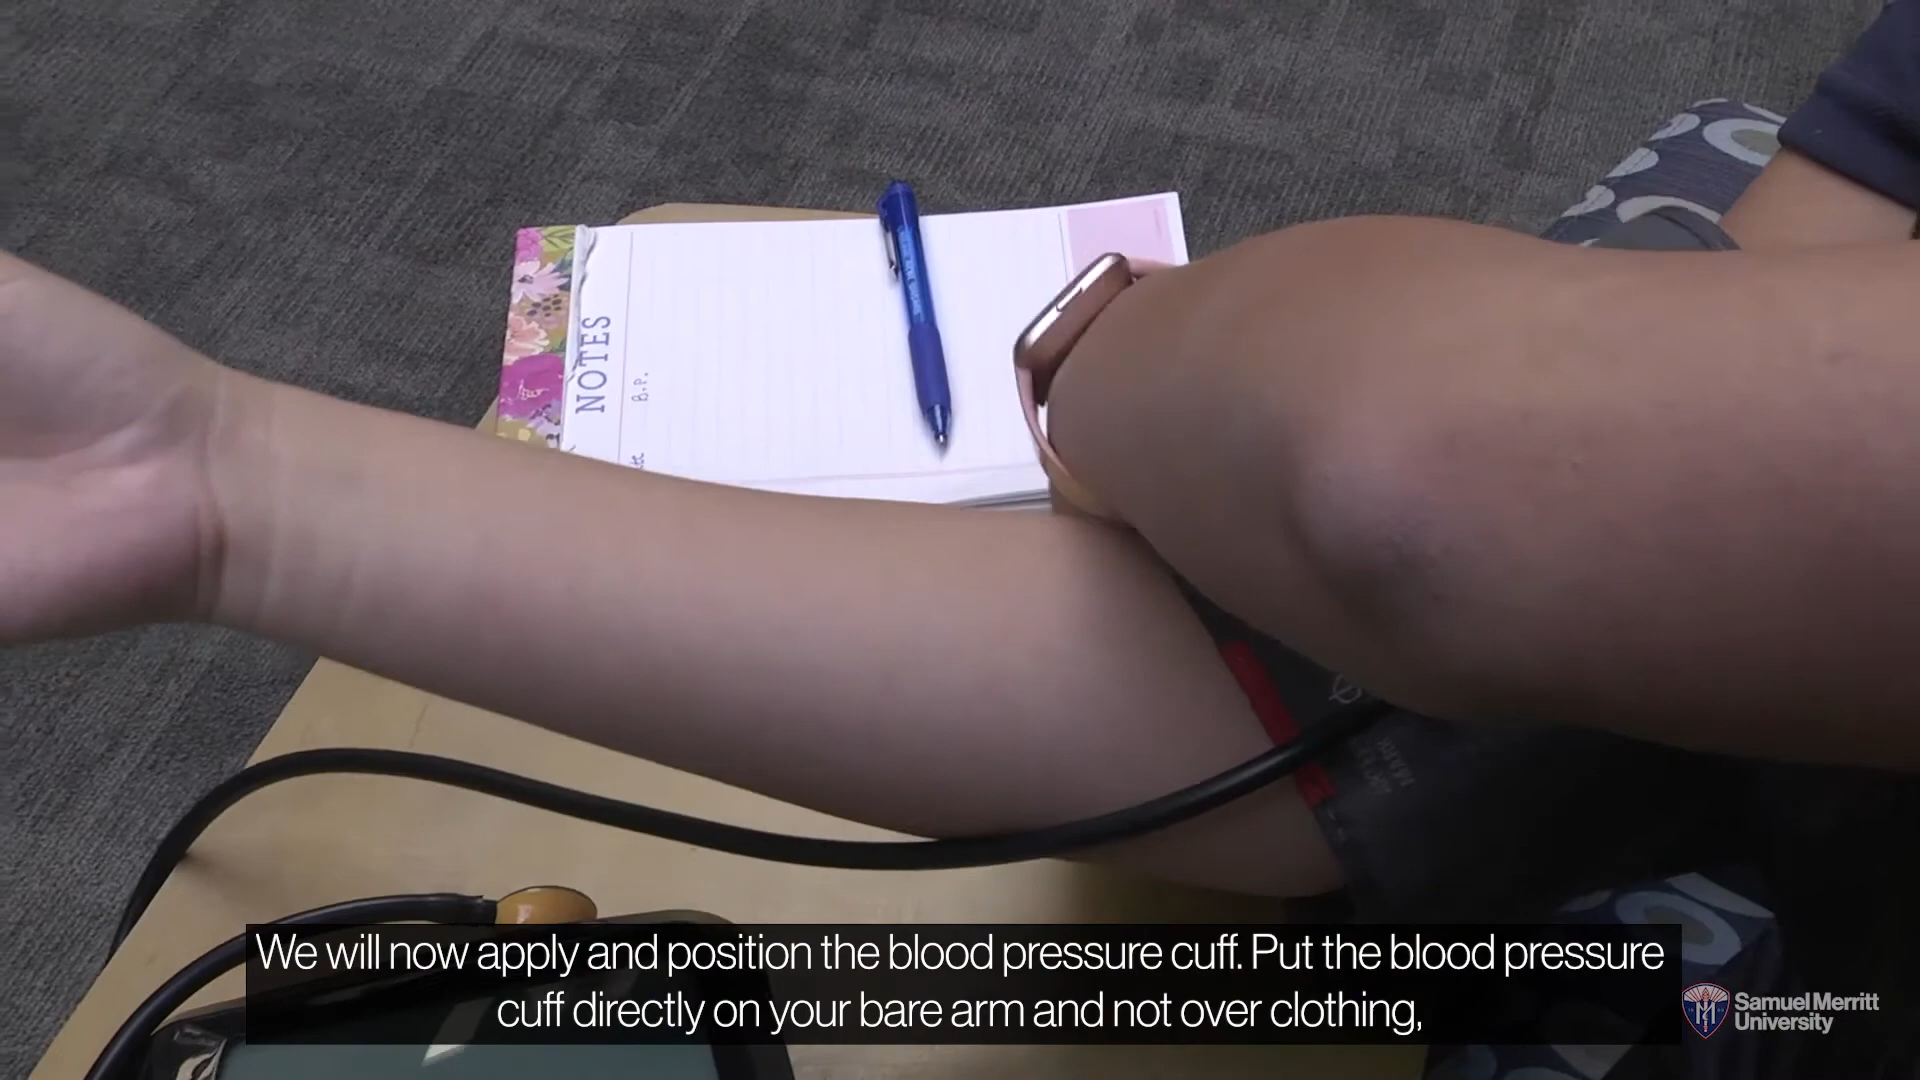 NOTES
B.P.
We will now apply and position the blood pressure
cuff directly on your bare arm and not over clothing,
Samuel Merritt
University